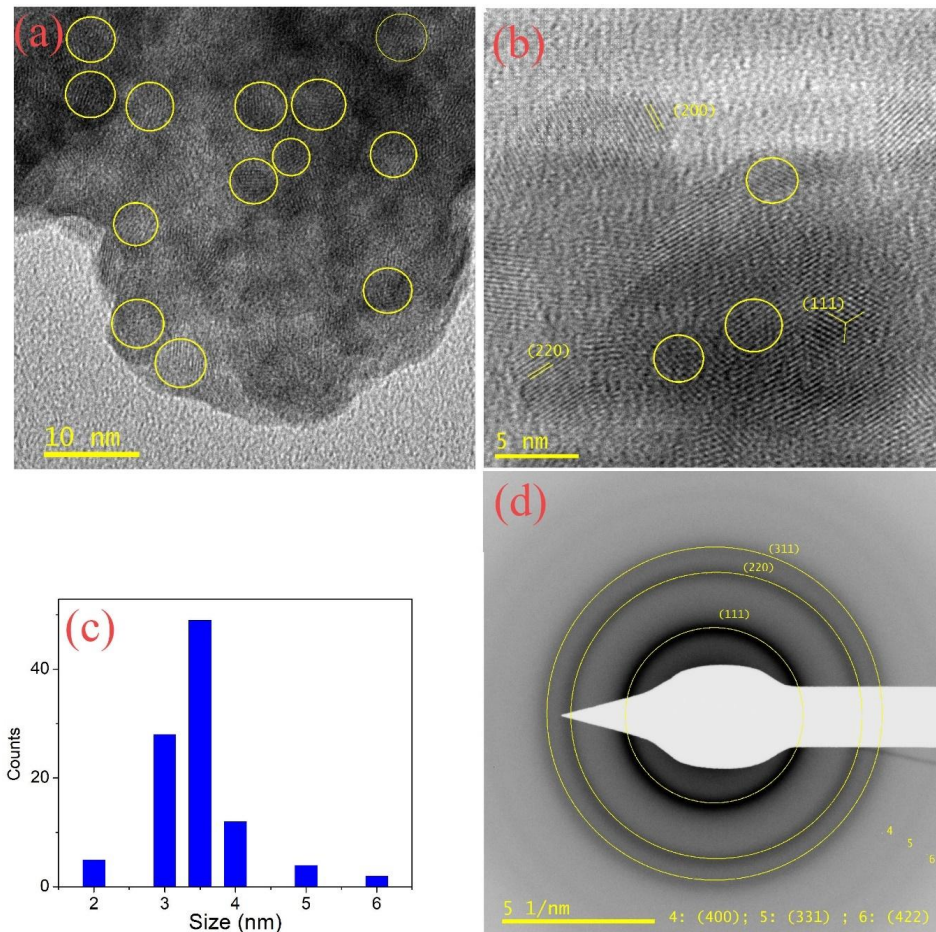 (a)
10 nm
(b)
(200)
(111)
(220)
5 nm
(c)
Counts
40
20
0
2 3 4 5 6
Size (nm)
(d)
(311)
(220)
(111)
4
5
6
5 1/nm
4: (400); 5: (331) ; 6: (422)